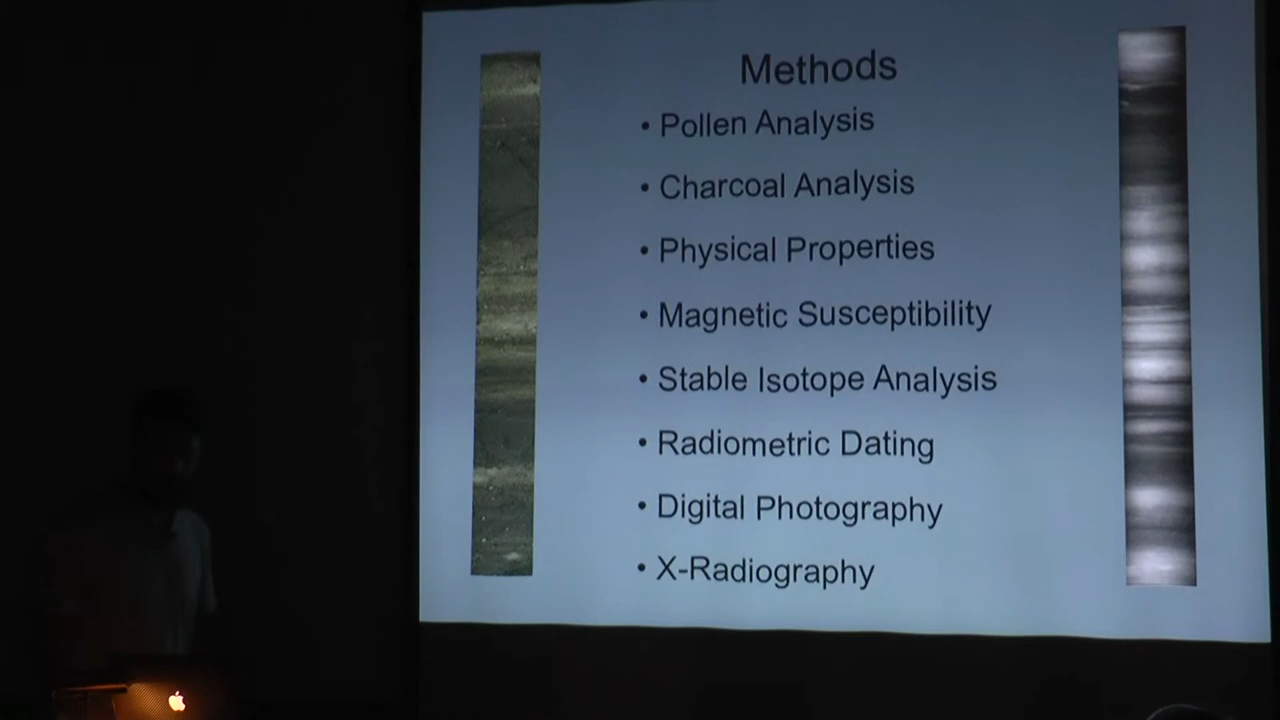 Methods
• Pollen Analysis
• Charcoal Analysis
• Physical Properties
• Magnetic Susceptibility
• Stable Isotope Analysis
• Radiometric Dating
• Digital Photography
• X-Radiography